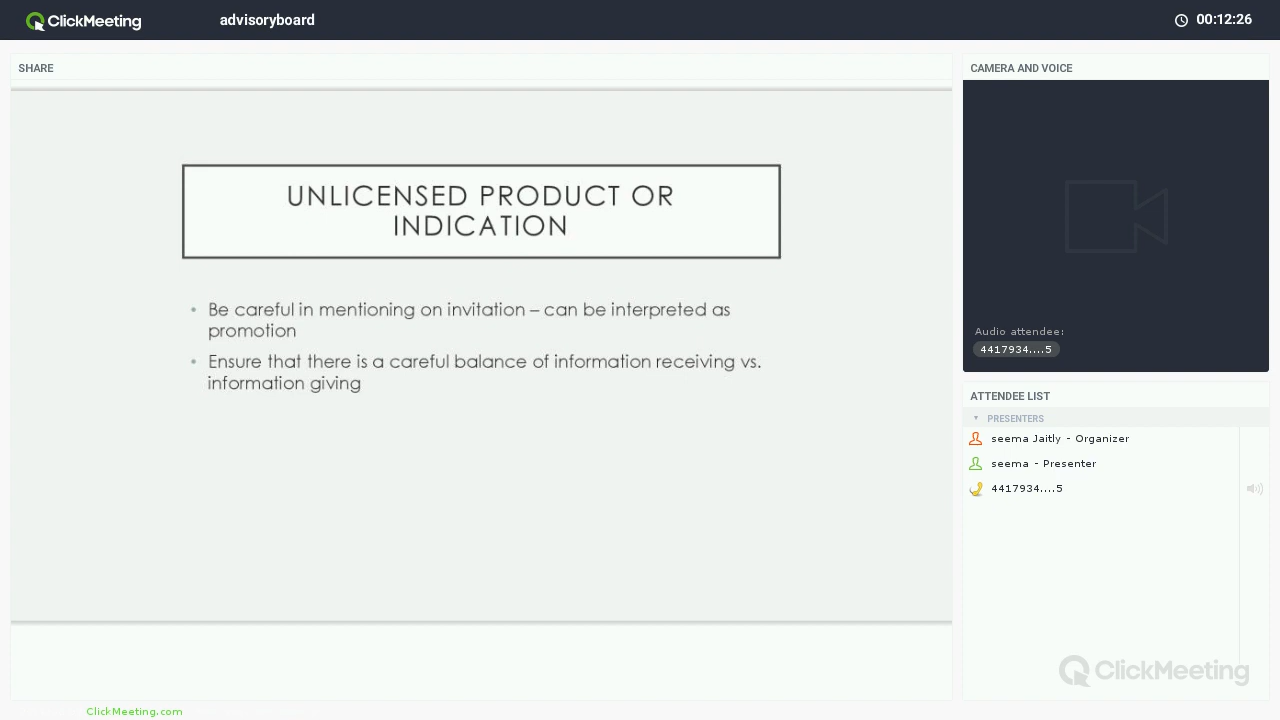 ClickMeeting
advisoryboard
00:12:26
SHARE
UNLICENSED PRODUCT OR
INDICATION
• Be careful in mentioning on invitation – can be interpreted as
promotion
• Ensure that there is a careful balance of information receiving vs.
information giving
CAMERA AND VOICE
Audio attendee:
4417934....5
ATTENDEE LIST
PRESENTERS
seema Jaitly - Organizer
seema - Presenter
4417934....5
ClickMeeting
ClickMeeting.com